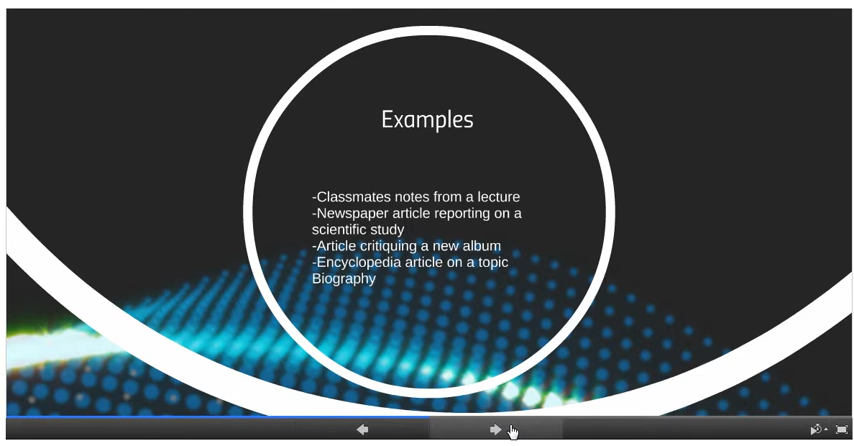 Examples
-Classmates notes from a lecture
-Newspaper article reporting on a
scientific study
-Article critiquing a new album
-Encyclopedia article on a topic
Biography